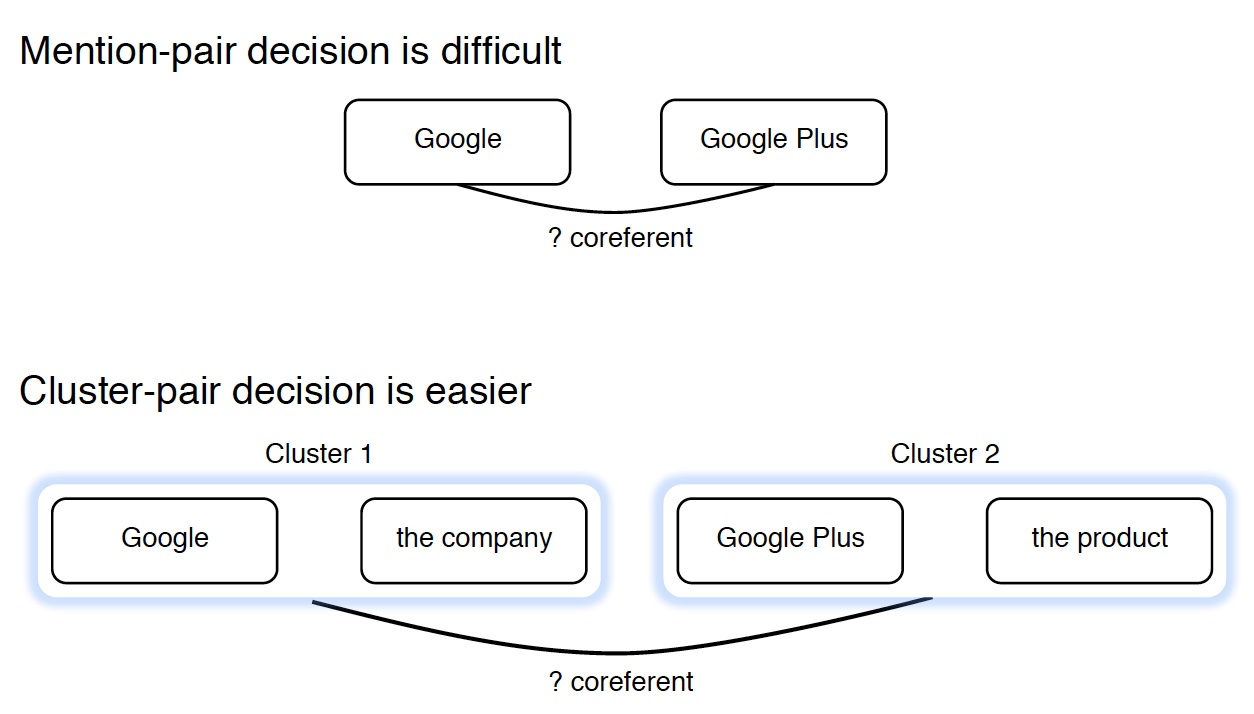 Mention-pair decision is difficult
Google
Google Plus
? coreferent
Cluster-pair decision is easier
Cluster 1
Cluster 2
Google
the company
Google Plus
the product
? coreferent